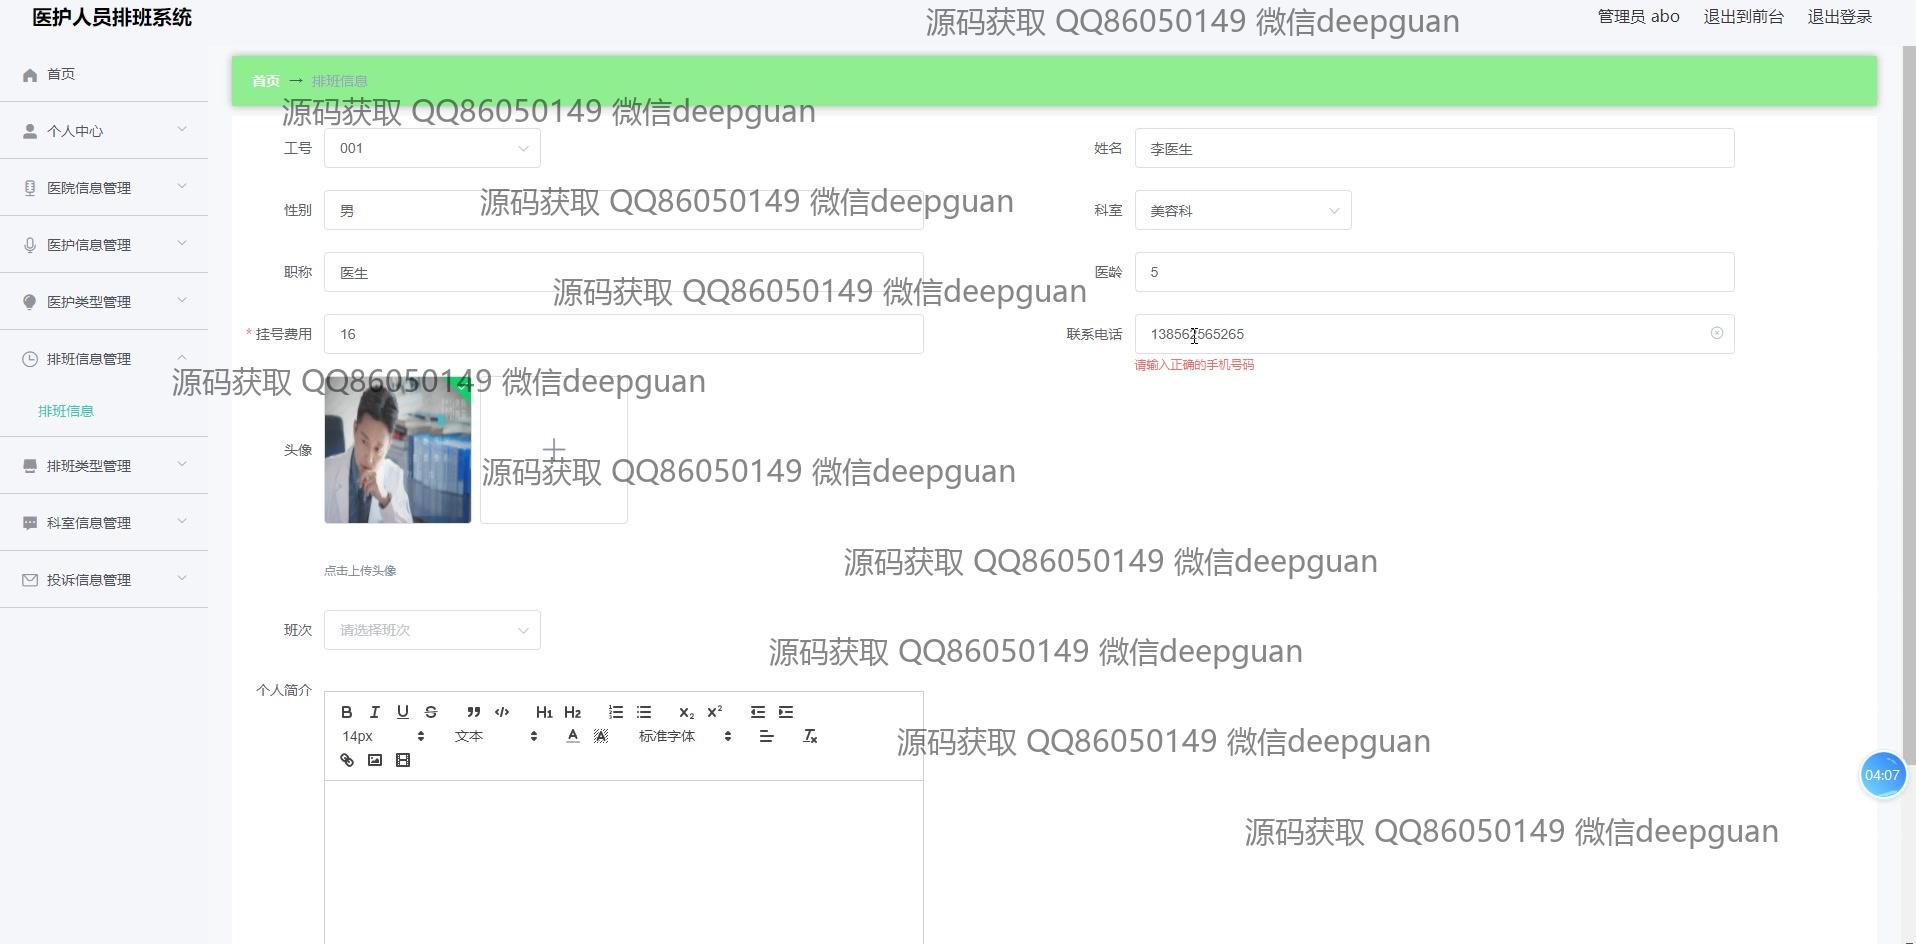 医护人员排班系统
源码获取 QQ86050149 微信deepguan
管理员 abo 退出到前台 退出登录
首页
首页 → 排班信息
源码获取 QQ86050149 微信deepguan
个人中心
工号 001
姓名 李医生
医院信息管理
性别 男
源码获取 QQ86050149 微信deepguan
科室 美容科
医护信息管理
职称 医生
源码获取 QQ86050149 微信deepguan
医龄 5
医护类型管理
* 挂号费用 16
联系电话 138562565265
请输入正确的手机号码
排班信息管理
源码获取 QQ86050149 微信deepguan
排班信息
头像
源码获取 QQ86050149 微信deepguan
排班类型管理
科室信息管理
源码获取 QQ86050149 微信deepguan
点击上传头像
投诉信息管理
班次 请选择班次
源码获取 QQ86050149 微信deepguan
个人简介
B I U S ” </> H1 H2 X2 X2
14px 文本 A A 标准字体 Tx
源码获取 QQ86050149 微信deepguan
04:07
源码获取 QQ86050149 微信deepguan